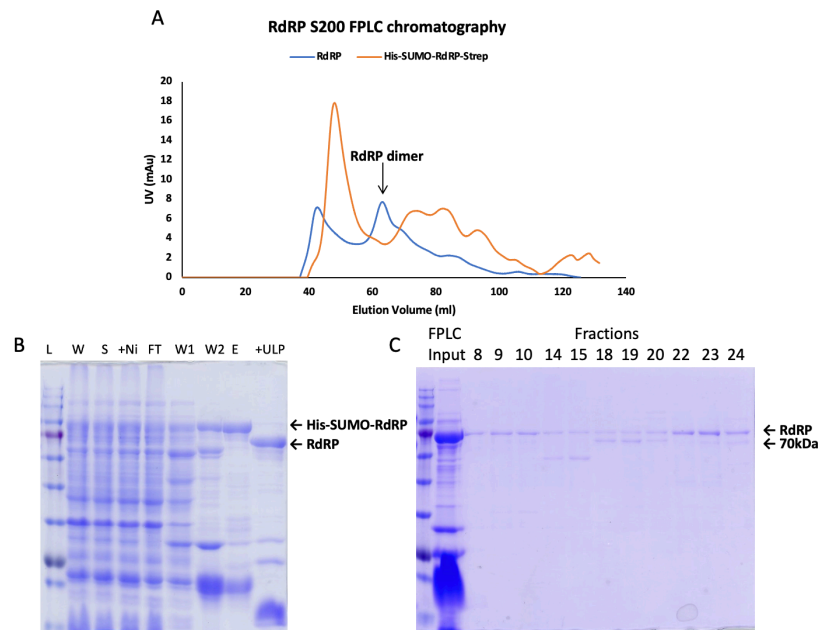 A
RdRP S200 FPLC chromatography
RdRP His-SUMO-RdRP-Strep
20
18
16
14
12
10
8
6
4
2
0
UV (mAu)
RdRP dimer
0 20 40 60 80 100 120 140
Elution Volume (ml)
B
L W S +Ni FT W1 W2 E +ULP
← His-SUMO-RdRP
← RdRP
C
FPLC Fractions
Input 8 9 10 14 15 18 19 20 22 23 24
← RdRP
← 70kDa